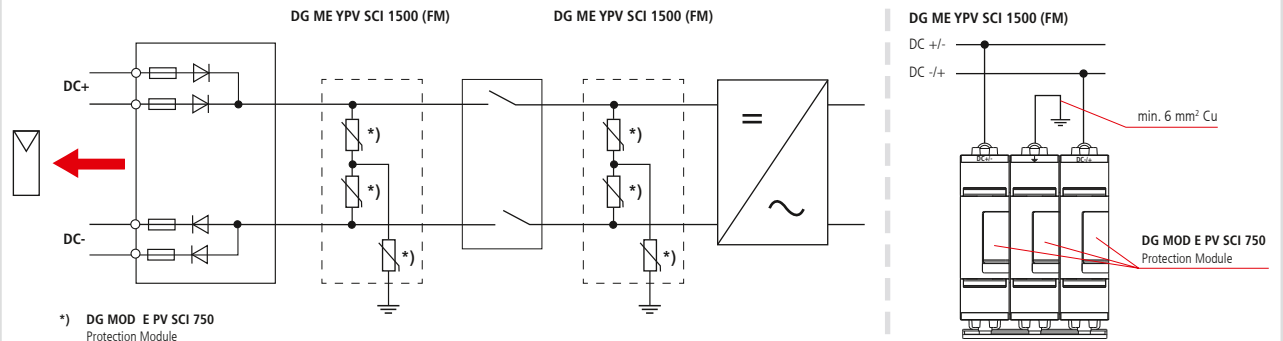 DG ME YPV SCI 1500 (FM)
DG ME YPV SCI 1500 (FM)
DC+
DC-
*)
*)
*)
*)
*)
*)
=
~
*) DG MOD E PV SCI 750
Protection Module
DG ME YPV SCI 1500 (FM)
DC +/-
DC -/+
min. 6 mm² Cu
DC+/-
DC-/+
DG MOD E PV SCI 750
Protection Module